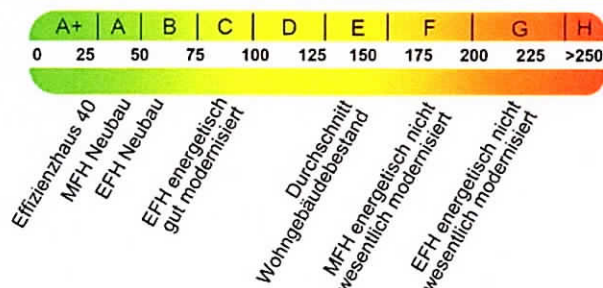 A+ A B C D E F G H
0 25 50 75 100 125 150 175 200 225 >250
Effizienzhaus 40
MFH Neubau
EFH Neubau
EFH energetisch
gut modernisiert
Durchschnitt
Wohngebäudebestand
MFH energetisch nicht
wesentlich modernisiert
EFH energetisch nicht
wesentlich modernisiert